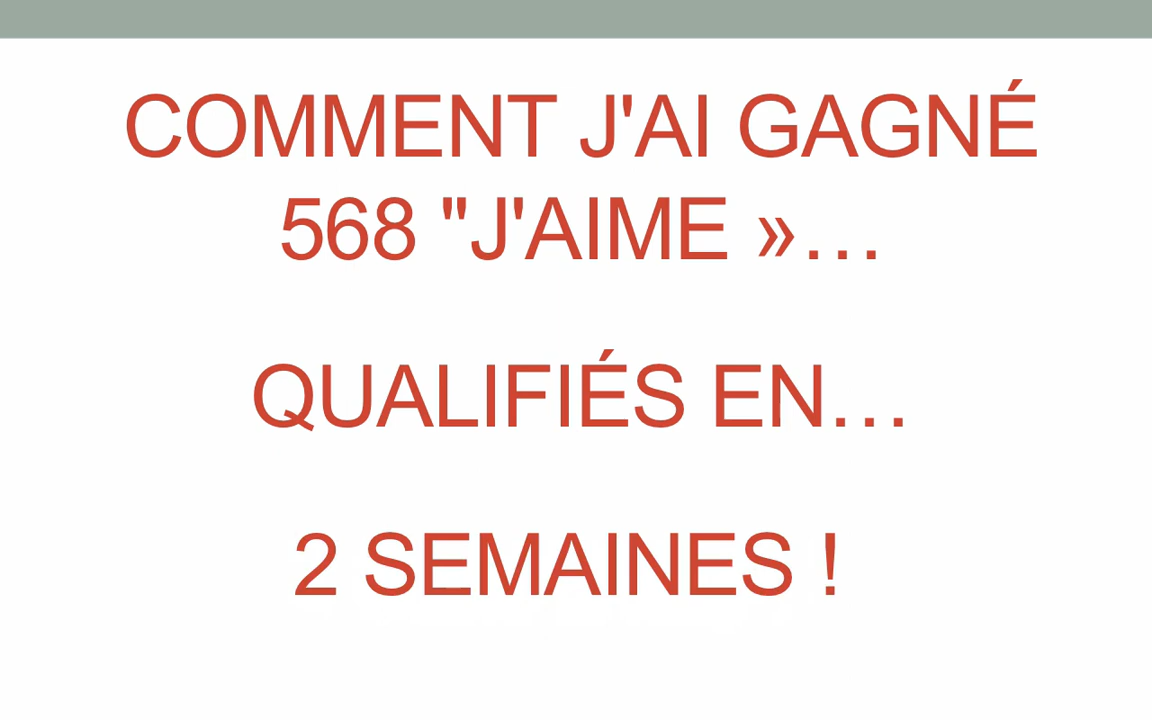 COMMENT J'AI GAGNÉ
568 "J'AIME »…
QUALIFIÉS EN…
2 SEMAINES !